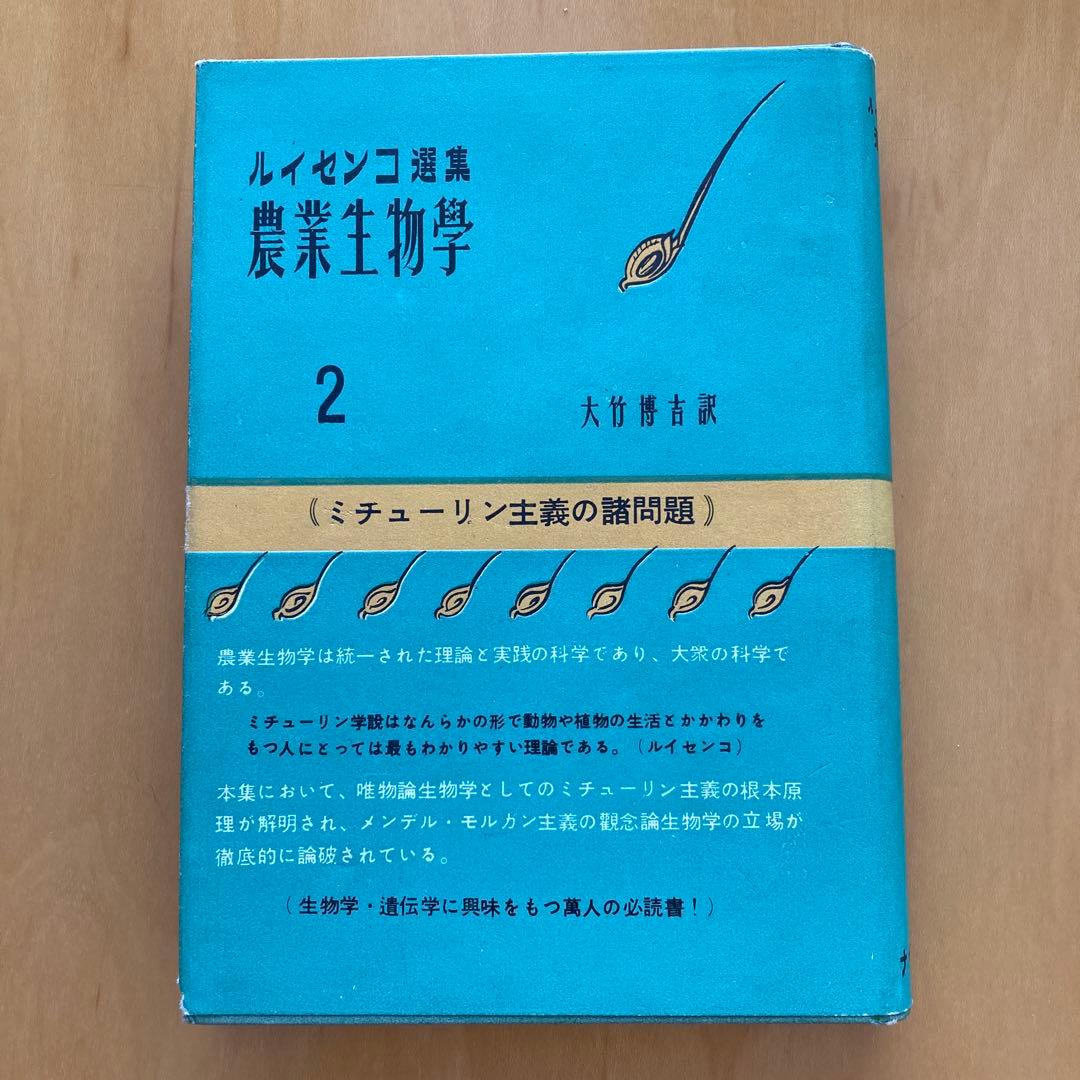 ルイセンコ選集
農業生物學
2
大竹博吉訳
《ミチューリン主義の諸問題》
農業生物学は統一された理論と実践の科学であり、大衆の科学で
ある。
ミチューリン学説はなんらかの形で動物や植物の生活とかかわりを
もつ人にとっては最もわかりやすい理論である。(ルイセンコ)
本集において、唯物論生物学としてのミチューリン主義の根本原
理が解明され、メンデル・モルガン主義の觀念論生物学の立場が
徹底的に論破されている。
(生物学・遺伝学に興味をもつ萬人の必読書!)